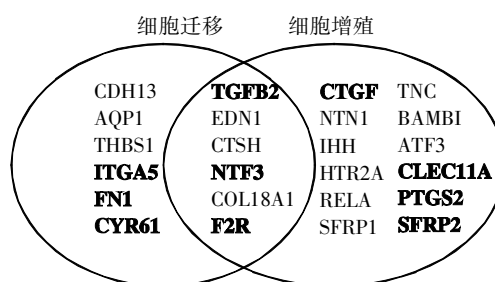 细胞迁移 细胞增殖
CDH13 TGFB2 CTGF TNC
AQP1 EDN1 NTN1 BAMBI
THBS1 CTSH IHH ATF3
ITGA5 NTF3 HTR2A CLEC11A
FN1 COL18A1 RELA PTGS2
CYR61 F2R SFRP1 SFRP2